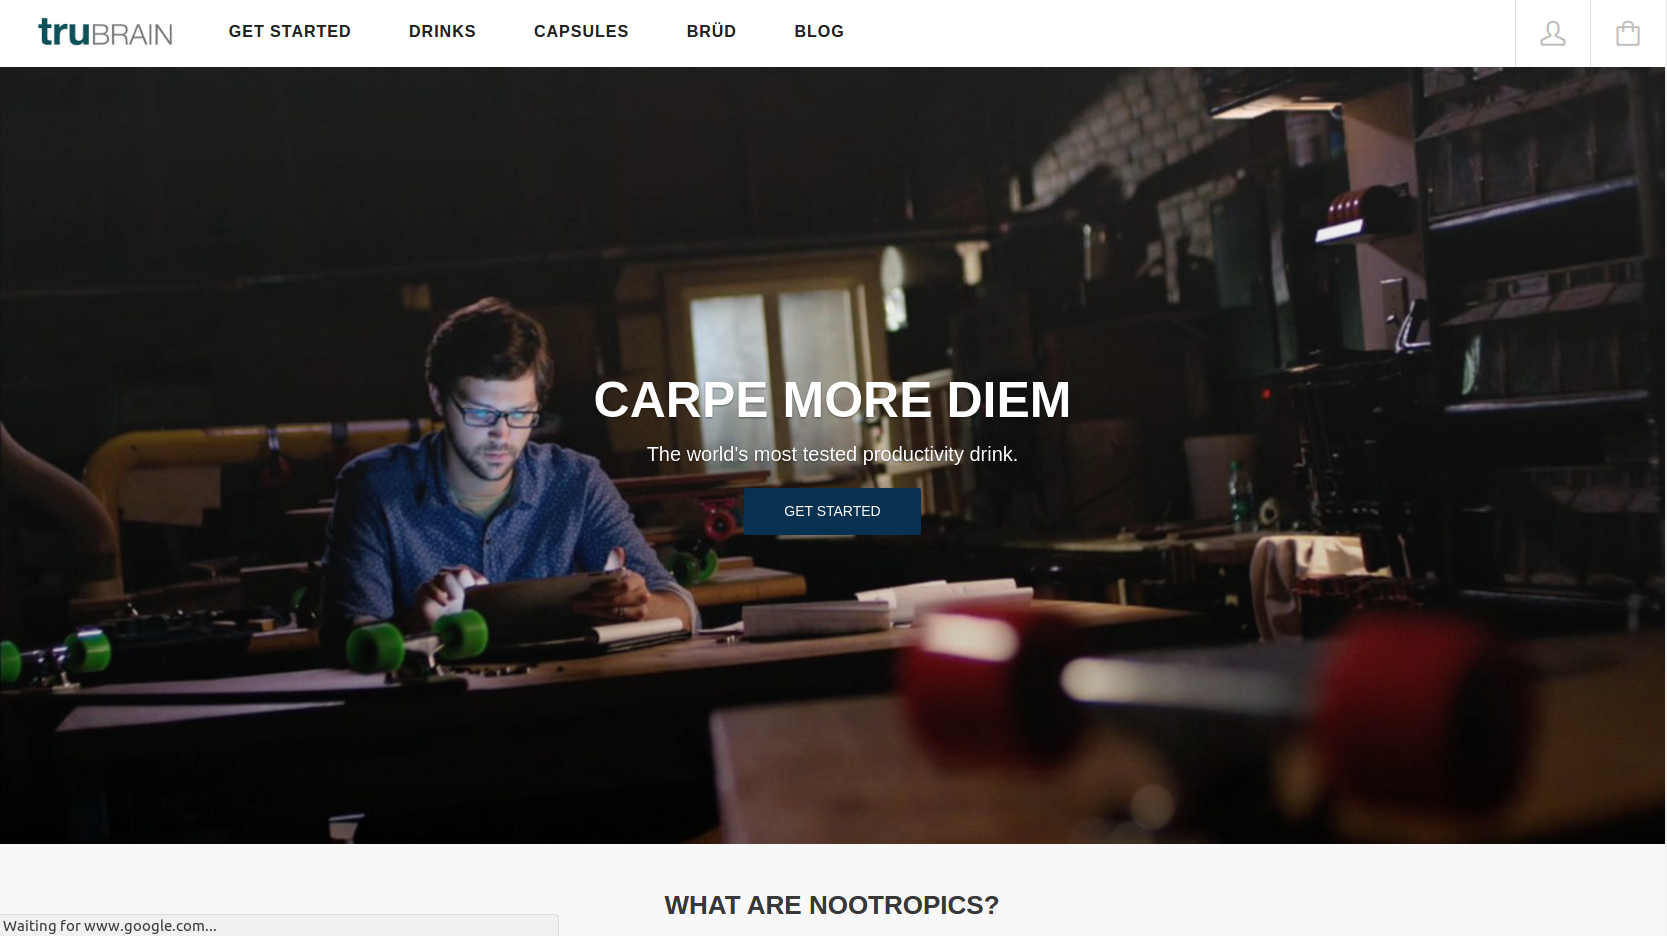 truBRAIN GET STARTED DRINKS CAPSULES BRÜD BLOG
CARPE MORE DIEM
The world's most tested productivity drink.
GET STARTED
WHAT ARE NOOTROPICS?
Waiting for www.google.com...